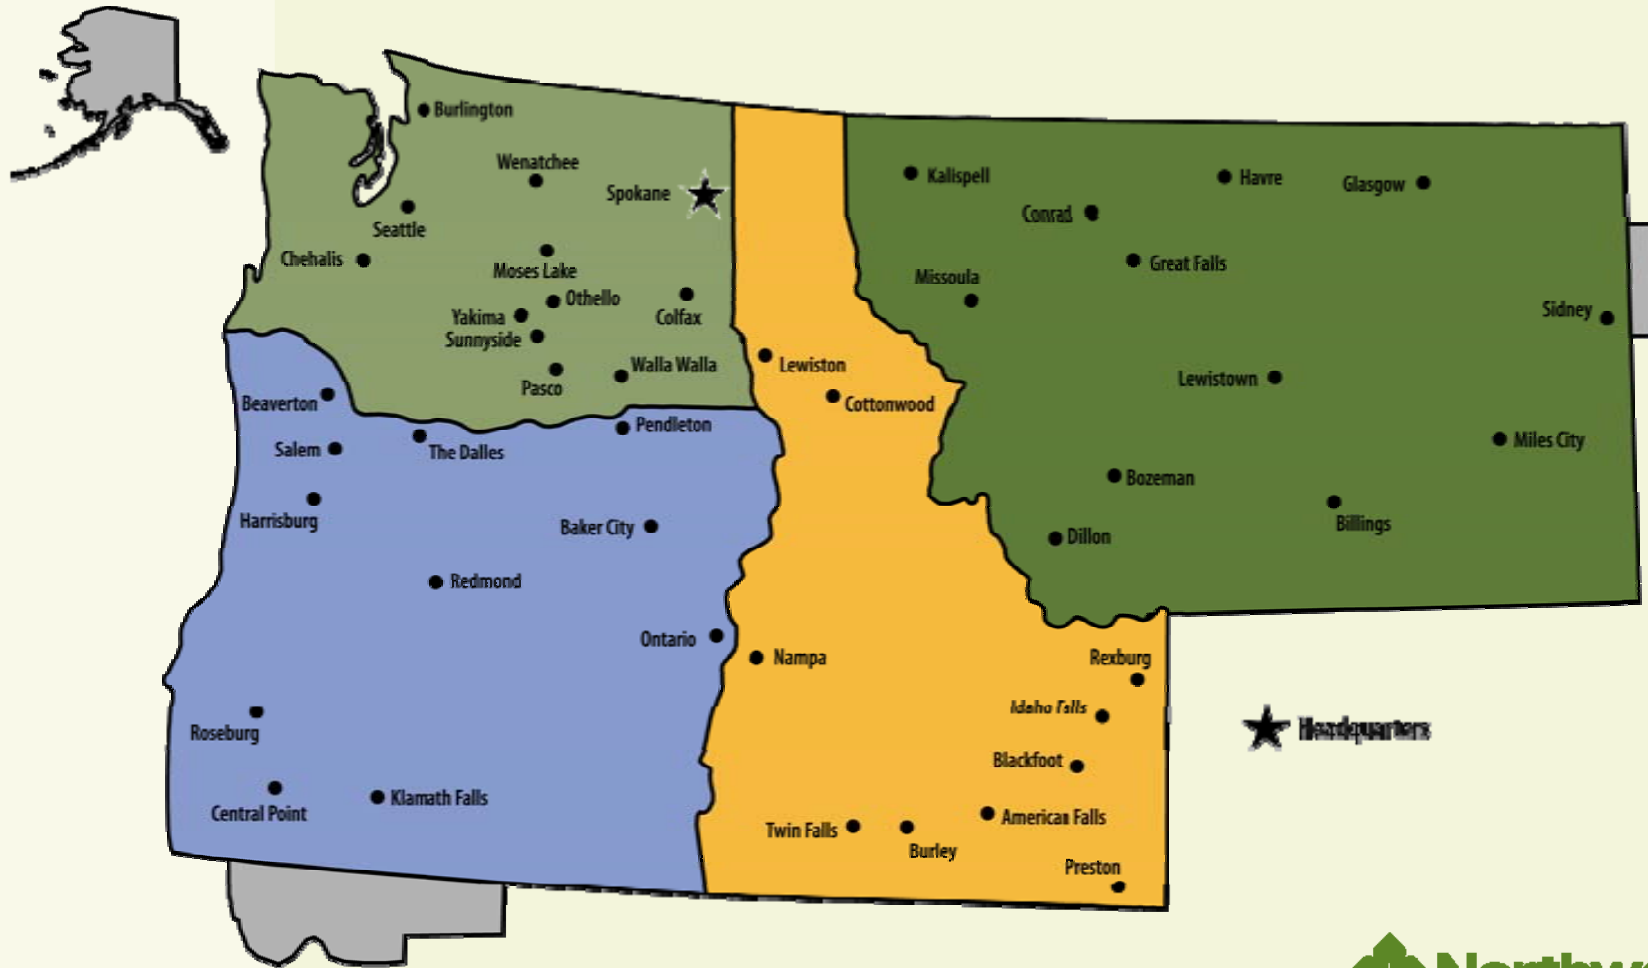 Burlington
Wenatchee
Spokane
Seattle
Chehalis
Moses Lake
Othello
Yakima
Colfax
Sunnyside
Walla Walla
Pasco
Kalispell
Havre
Glasgow
Conrad
Great Falls
Missoula
Sidney
Lewistown
Miles City
Bozeman
Billings
Dillon
Lewiston
Cottonwood
Beaverton
Pendleton
Salem
The Dalles
Harrisburg
Baker City
Redmond
Ontario
Nampa
Rexburg
Idaho Falls
Roseburg
Blackfoot
Klamath Falls
Central Point
Twin Falls
American Falls
Burley
Preston
Headquarters